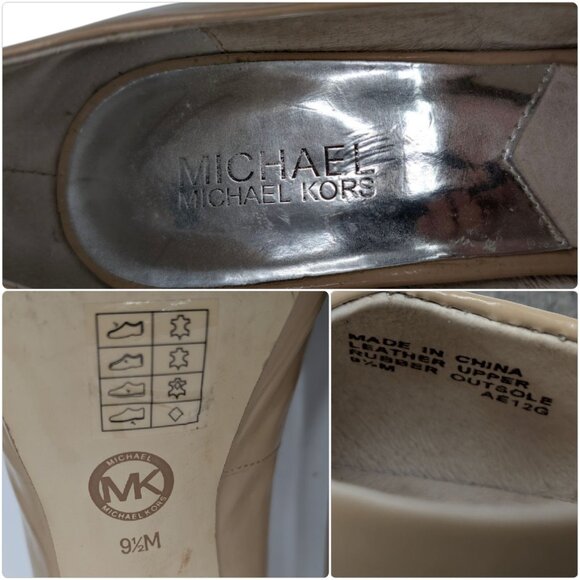 MICHAEL
MICHAEL KORS
MICHAEL
MK
MICHAEL KORS
9½M
MADE IN CHINA
LEATHER UPPER
RUBBER OUTSOLE
9½M AE12G